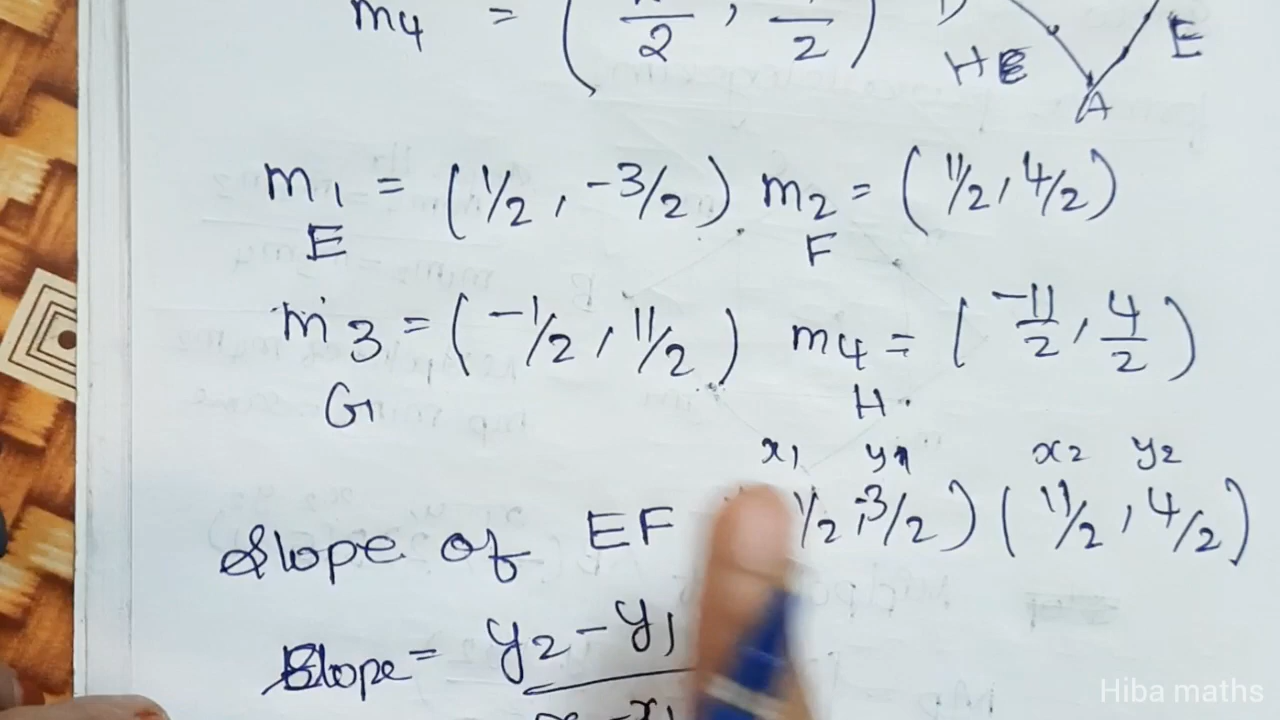 m4 = ( /2 , /2 )
H E
E
A
m1 = (1/2 , -3/2) m2 = (11/2 , 4/2)
E F
m3 = (-1/2 , 11/2) m4 = (-11/2 , 4/2)
G H
x1 y1 x2 y2
Slope of EF 1/2 , -3/2) (11/2 , 4/2)
Slope = y2 - y1
- x1
Hiba maths